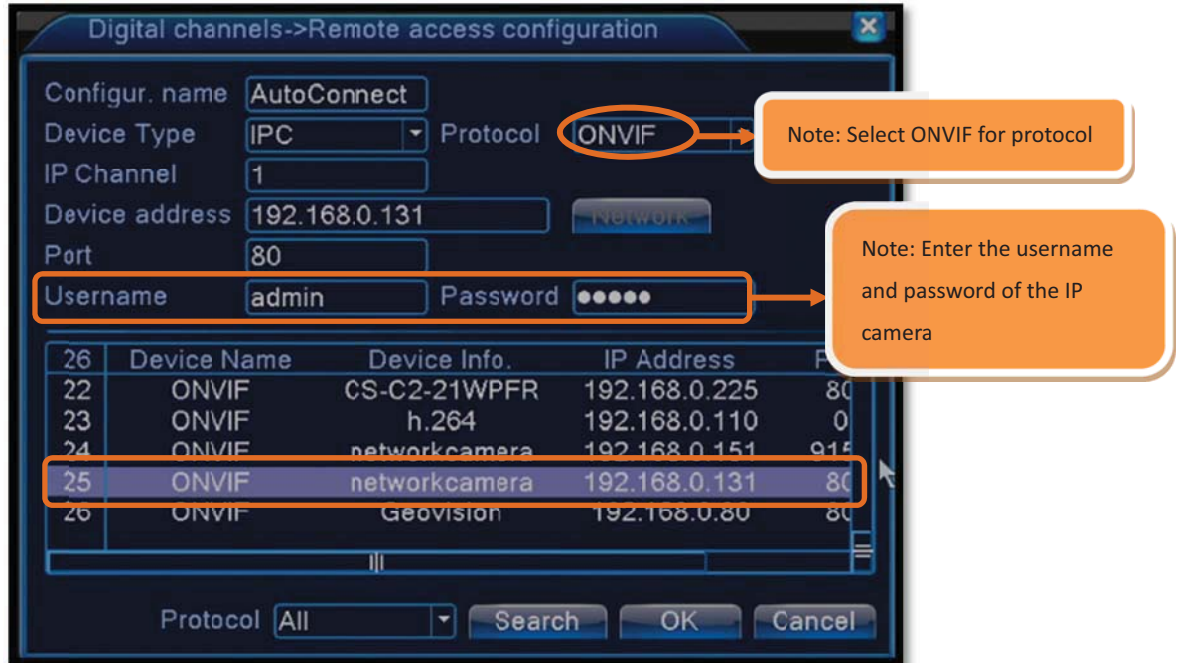 Digital channels->Remote access configuration
Configur. name AutoConnect
Device Type IPC Protocol ONVIF
Note: Select ONVIF for protocol
IP Channel 1
Device address 192.168.0.131 Network
Port 80
Username admin Password ●●●●●
Note: Enter the username
and password of the IP
camera
26 Device Name Device Info. IP Address P
22 ONVIF CS-C2-21WPFR 192.168.0.225 80
23 ONVIF h.264 192.168.0.110 0
24 ONVIF networkcamera 192.168.0.151 915
25 ONVIF networkcamera 192.168.0.131 80
26 ONVIF Geovision 192.168.0.80 80
Protocol All Search OK Cancel